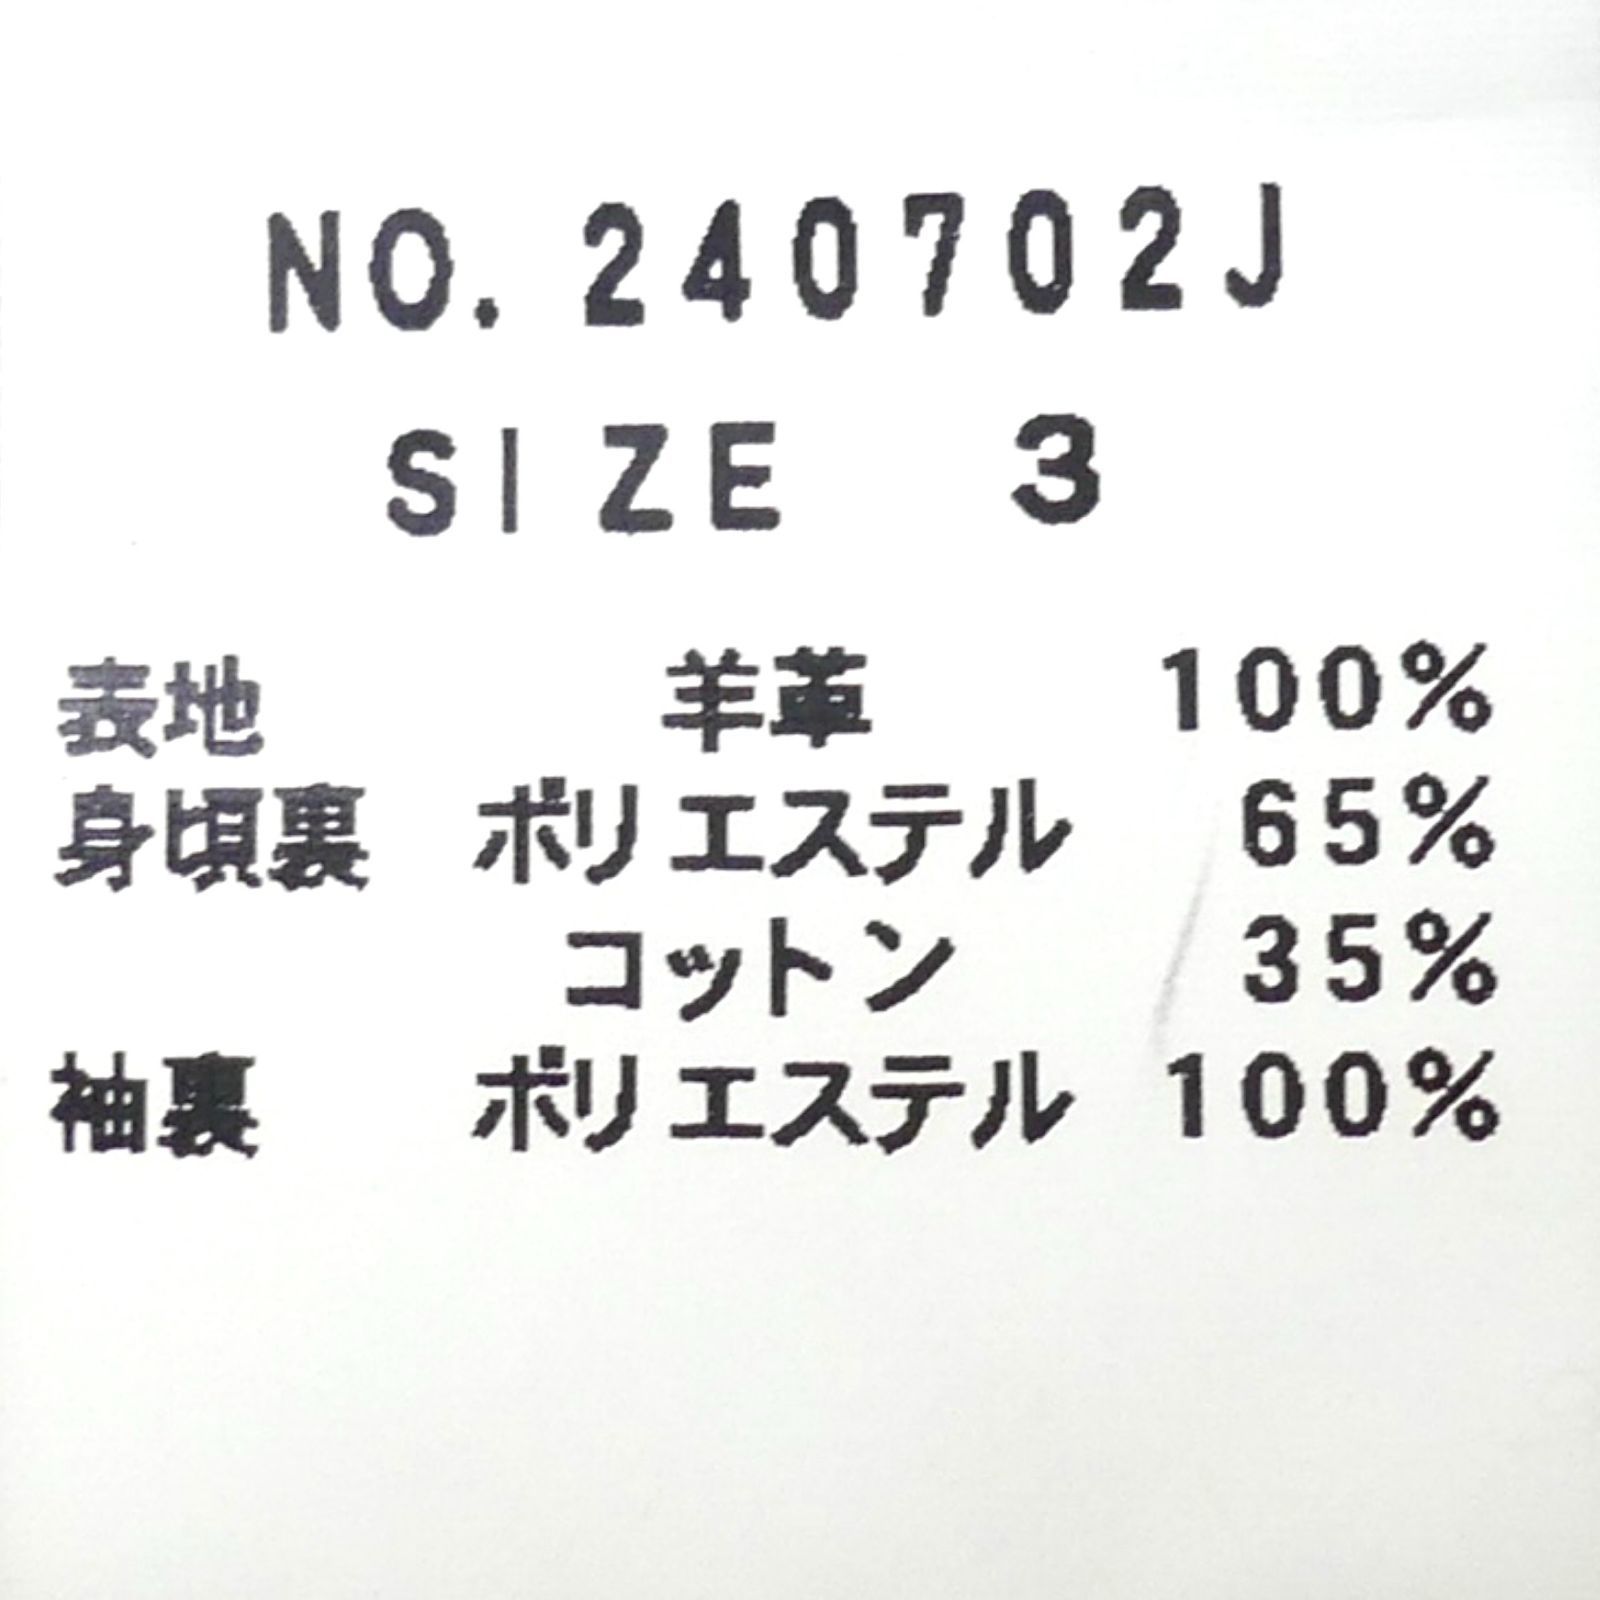 NO.240702J
SIZE 3
表地 羊革 100%
身頃裏 ポリエステル 65%
コットン 35%
袖裏 ポリエステル 100%